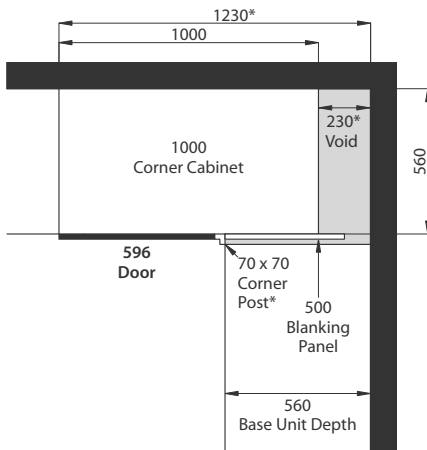 1230*
1000
230*
Void
1000
Corner Cabinet
560
596
Door
70 x 70
Corner
Post*
500
Blanking
Panel
560
Base Unit Depth